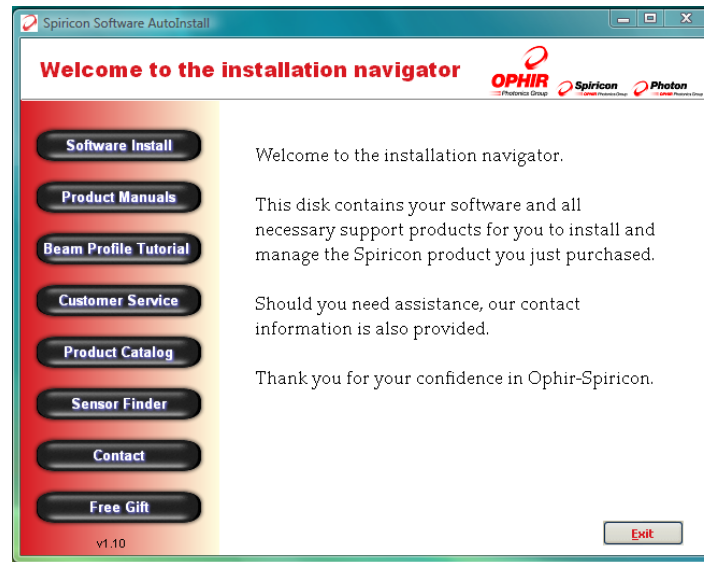 Spiricon Software AutoInstall
Welcome to the installation navigator
OPHIR
Photonics Group
Spiricon
Photon
Software Install
Product Manuals
Beam Profile Tutorial
Customer Service
Product Catalog
Sensor Finder
Contact
Free Gift
v1.10
Welcome to the installation navigator.
This disk contains your software and all
necessary support products for you to install and
manage the Spiricon product you just purchased.
Should you need assistance, our contact
information is also provided.
Thank you for your confidence in Ophir-Spiricon.
Exit